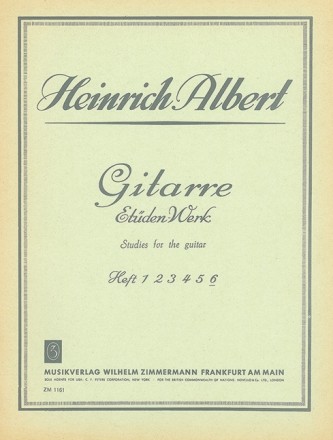 Heinrich Albert
Gitarre
Etüden-Werk
Studies for the guitar
Heft 1 2 3 4 5 6
MUSIKVERLAG WILHELM ZIMMERMANN FRANKFURT AM MAIN
ZM 1101